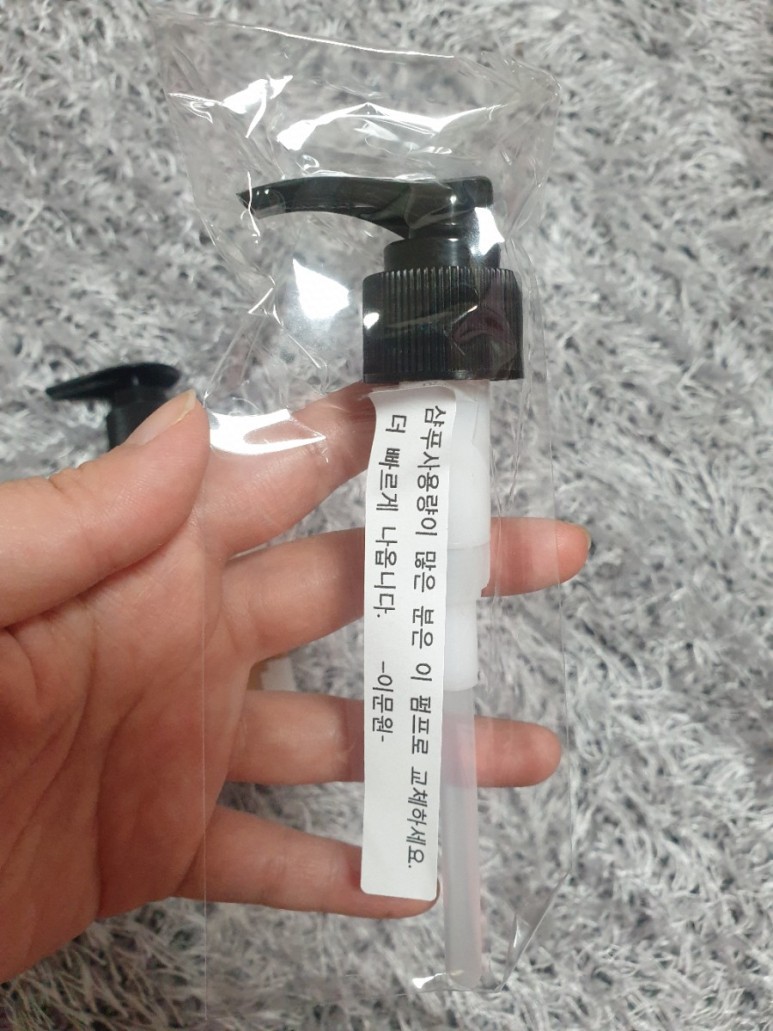 샴푸사용량이 많은 분은 이 펌프로 교체하세요.
더 빠르게 나옵니다. -이문원-